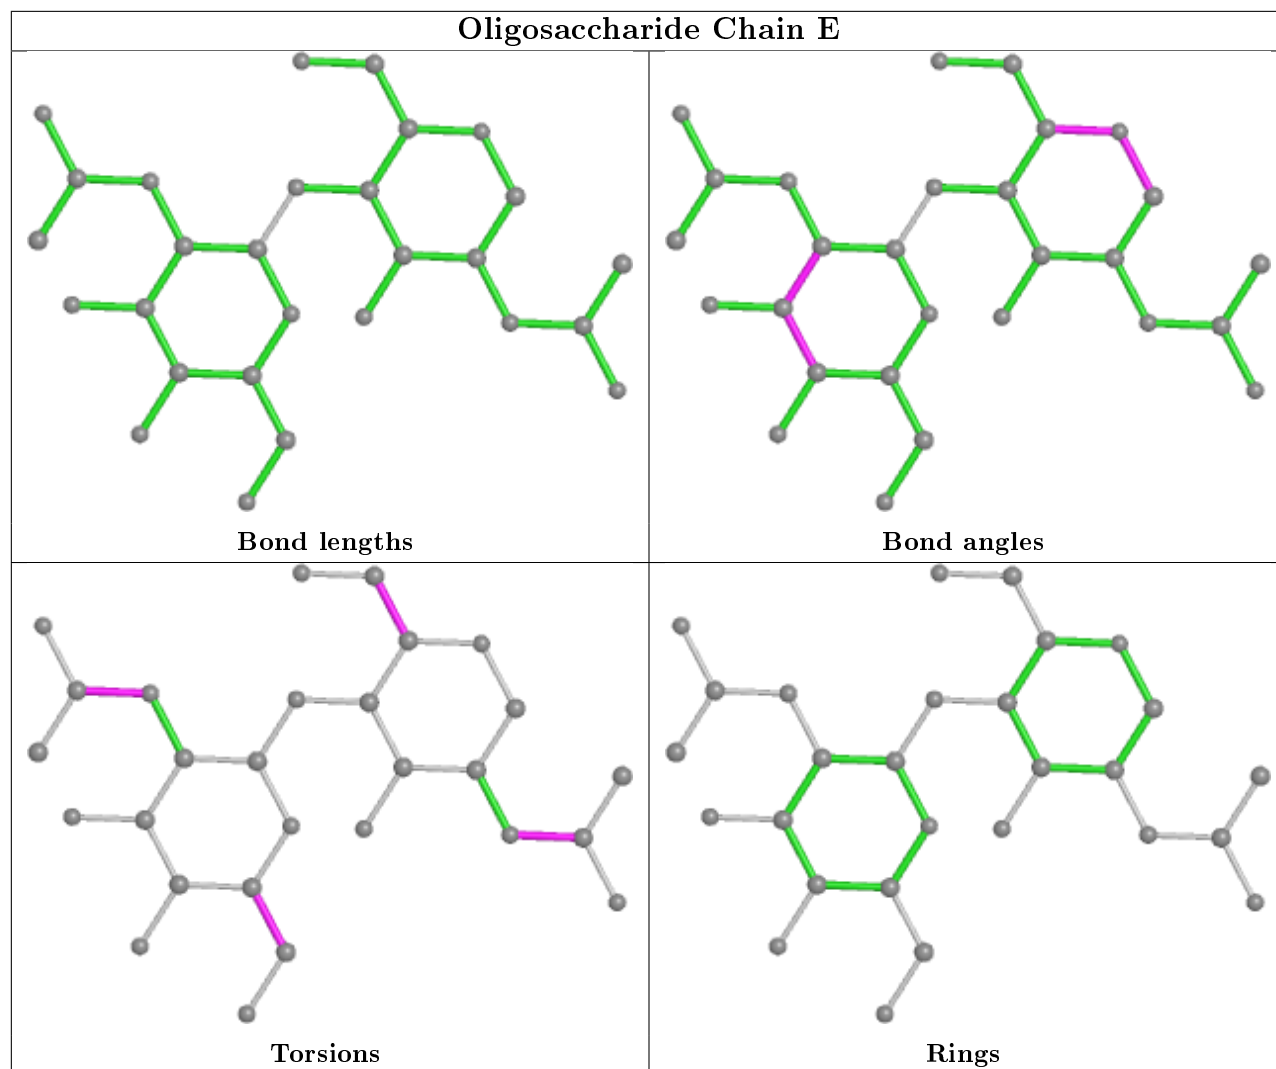 Oligosaccharide Chain E
Bond lengths
Bond angles
Torsions
Rings